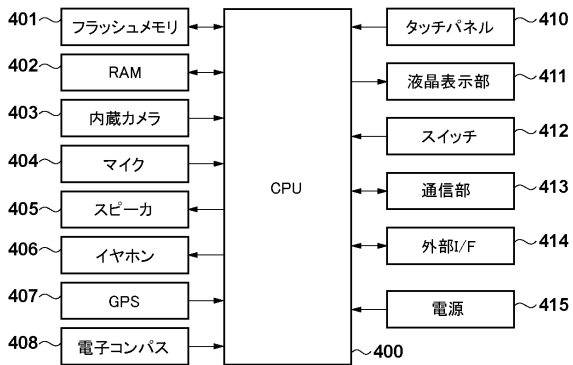 401 フラッシュメモリ
402 RAM
403 内蔵カメラ
404 マイク
405 スピーカ
406 イヤホン
407 GPS
408 電子コンパス
CPU
400
タッチパネル 410
液晶表示部 411
スイッチ 412
通信部 413
外部I/F 414
電源 415